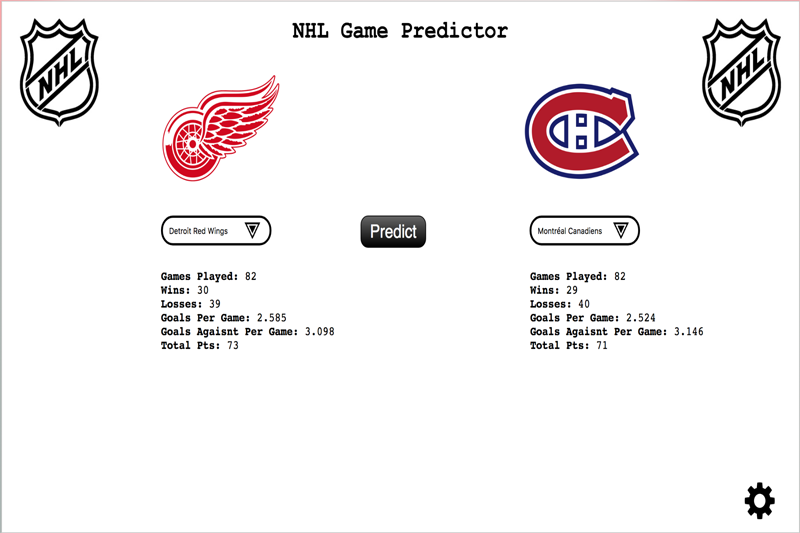 NHL Game Predictor
NHL
NHL
Detroit Red Wings
Predict
Montréal Canadiens
Games Played: 82
Wins: 30
Losses: 39
Goals Per Game: 2.585
Goals Agaisnt Per Game: 3.098
Total Pts: 73
Games Played: 82
Wins: 29
Losses: 40
Goals Per Game: 2.524
Goals Agaisnt Per Game: 3.146
Total Pts: 71